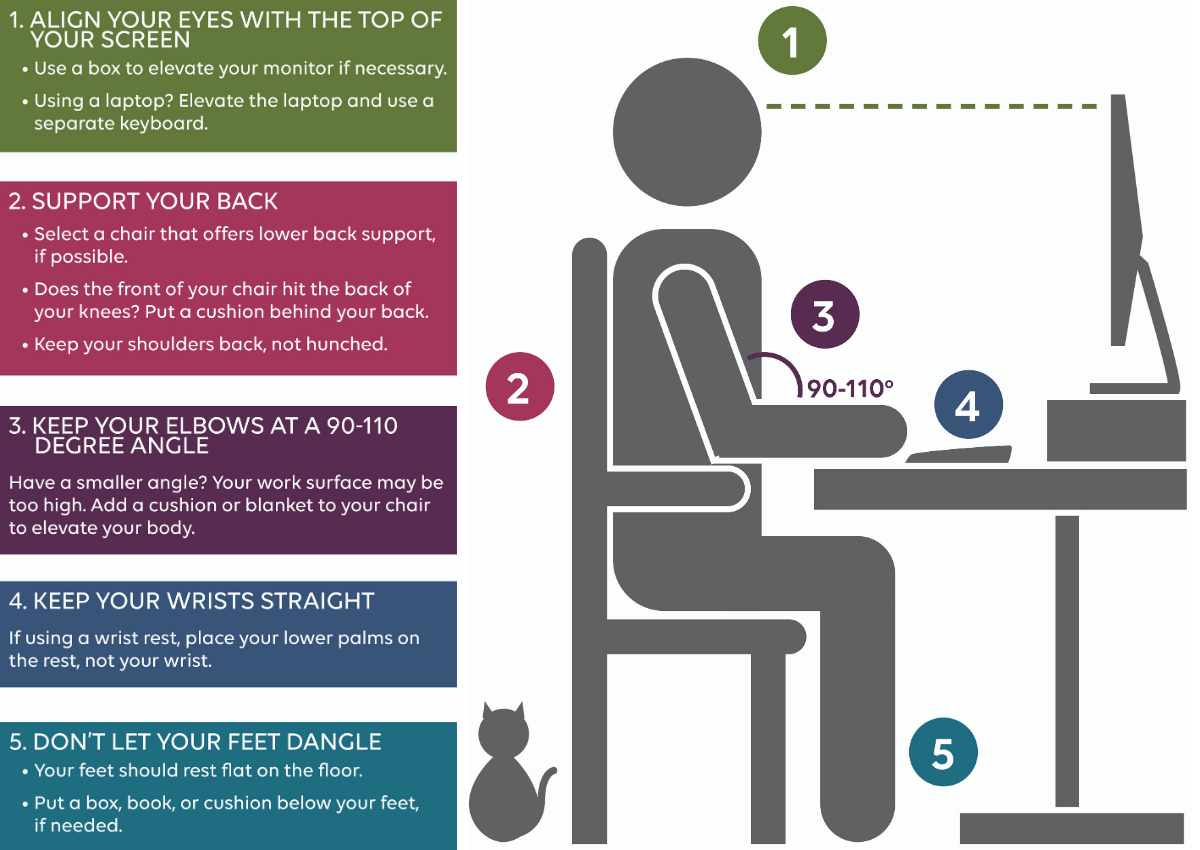 1. ALIGN YOUR EYES WITH THE TOP OF
YOUR SCREEN
• Use a box to elevate your monitor if necessary.
• Using a laptop? Elevate the laptop and use a
separate keyboard.
2. SUPPORT YOUR BACK
• Select a chair that offers lower back support,
if possible.
• Does the front of your chair hit the back of
your knees? Put a cushion behind your back.
• Keep your shoulders back, not hunched.
3. KEEP YOUR ELBOWS AT A 90-110
DEGREE ANGLE
Have a smaller angle? Your work surface may be
too high. Add a cushion or blanket to your chair
to elevate your body.
4. KEEP YOUR WRISTS STRAIGHT
If using a wrist rest, place your lower palms on
the rest, not your wrist.
5. DON'T LET YOUR FEET DANGLE
• Your feet should rest flat on the floor.
• Put a box, book, or cushion below your feet,
if needed.
1
3
90-110º
2
4
5